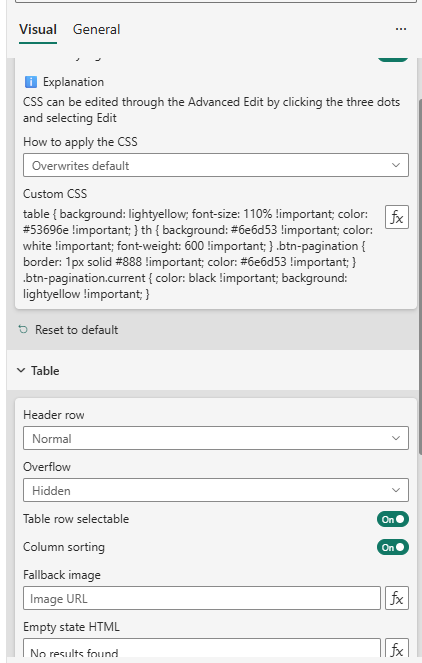 Visual General
Explanation
CSS can be edited through the Advanced Edit by clicking the three dots
and selecting Edit
How to apply the CSS
Overwrites default
Custom CSS
table { background: lightyellow; font-size: 110% !important; color:
#53696e !important; } th { background: #6e6d53 !important; color:
white !important; font-weight: 600 !important; } .btn-pagination {
border: 1px solid #888 !important; color: #6e6d53 !important; }
.btn-pagination.current { color: black !important; background:
lightyellow !important; }
fx
Reset to default
Table
Header row
Normal
Overflow
Hidden
Table row selectable On
Column sorting On
Fallback image
Image URL fx
Empty state HTML
No results found fx